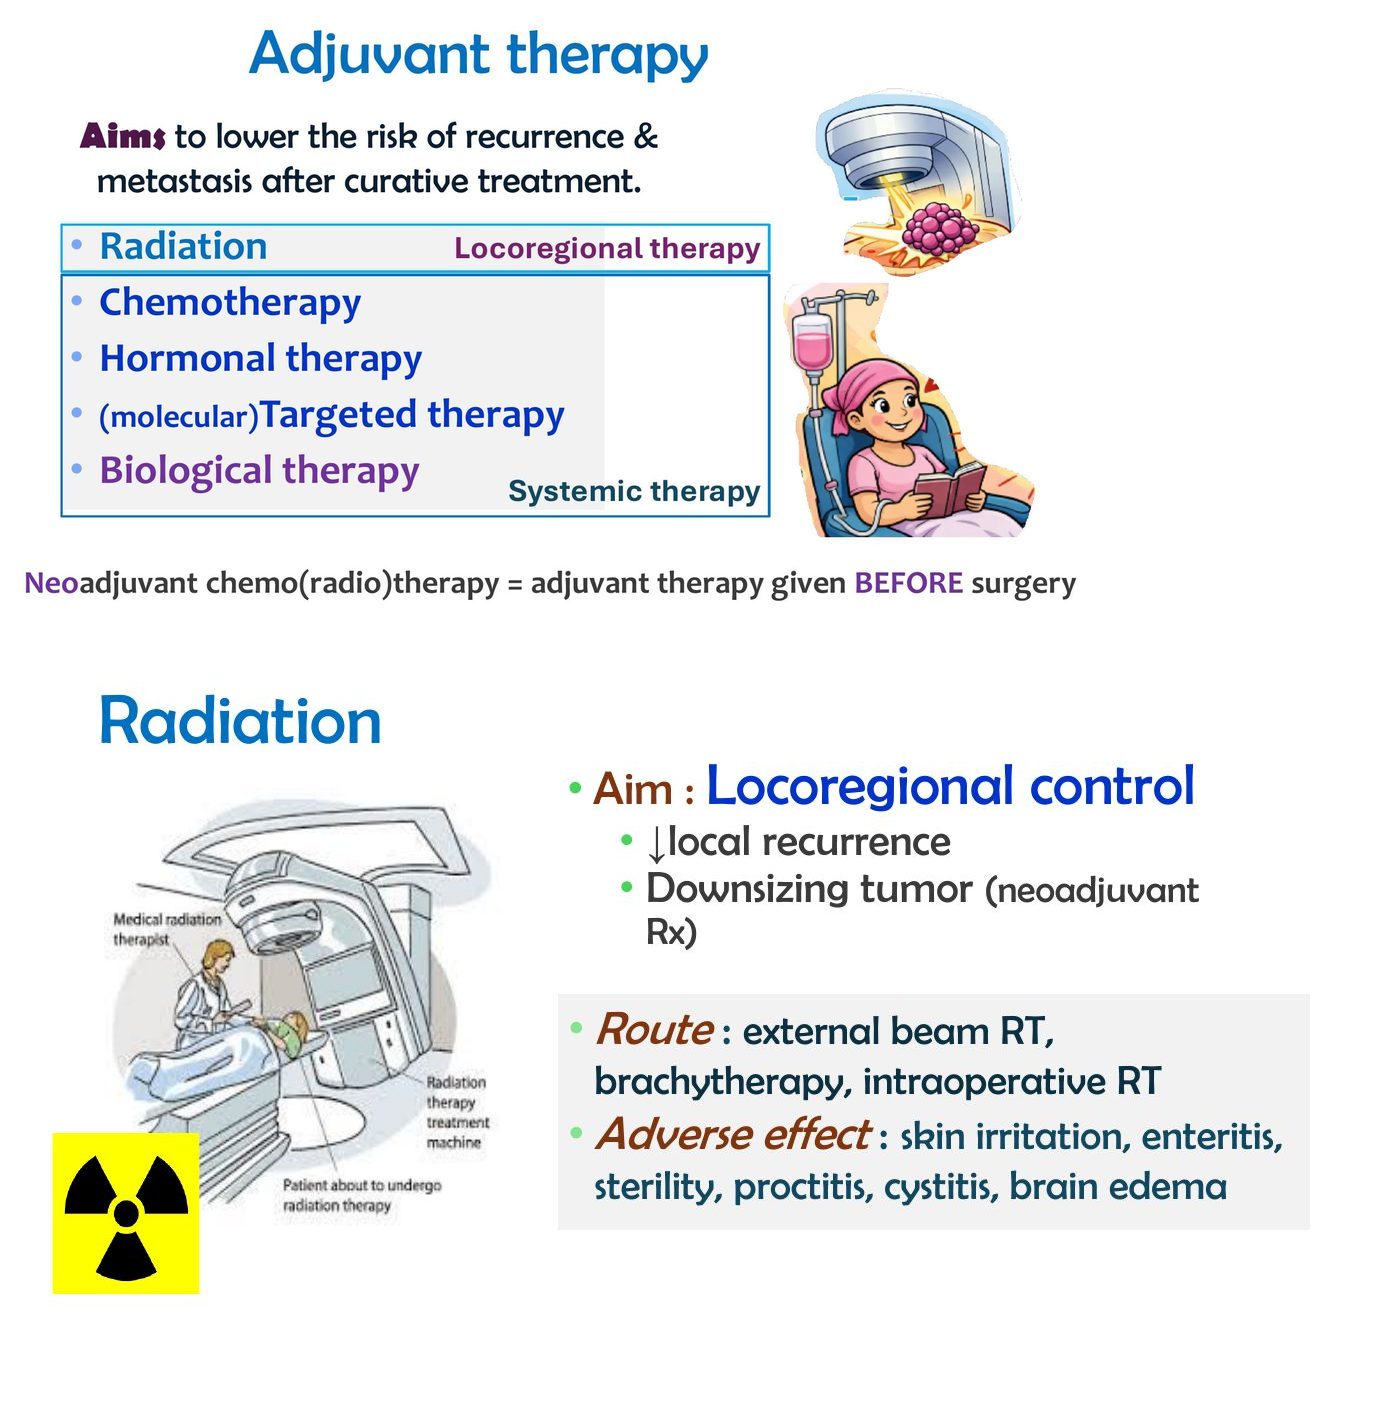 Adjuvant therapy
Aims to lower the risk of recurrence &
metastasis after curative treatment.
• Radiation
Locoregional therapy
• Chemotherapy
• Hormonal therapy
• (molecular)Targeted therapy
• Biological therapy
Systemic therapy
Neoadjuvant chemo(radio)therapy = adjuvant therapy given BEFORE surgery
Radiation
Medical radiation
therapist
Radiation
therapy
treatment
machine
Patient about to undergo
radiation therapy
• Aim : Locoregional control
• ↓local recurrence
• Downsizing tumor (neoadjuvant
Rx)
• Route : external beam RT,
brachytherapy, intraoperative RT
• Adverse effect : skin irritation, enteritis,
sterility, proctitis, cystitis, brain edema